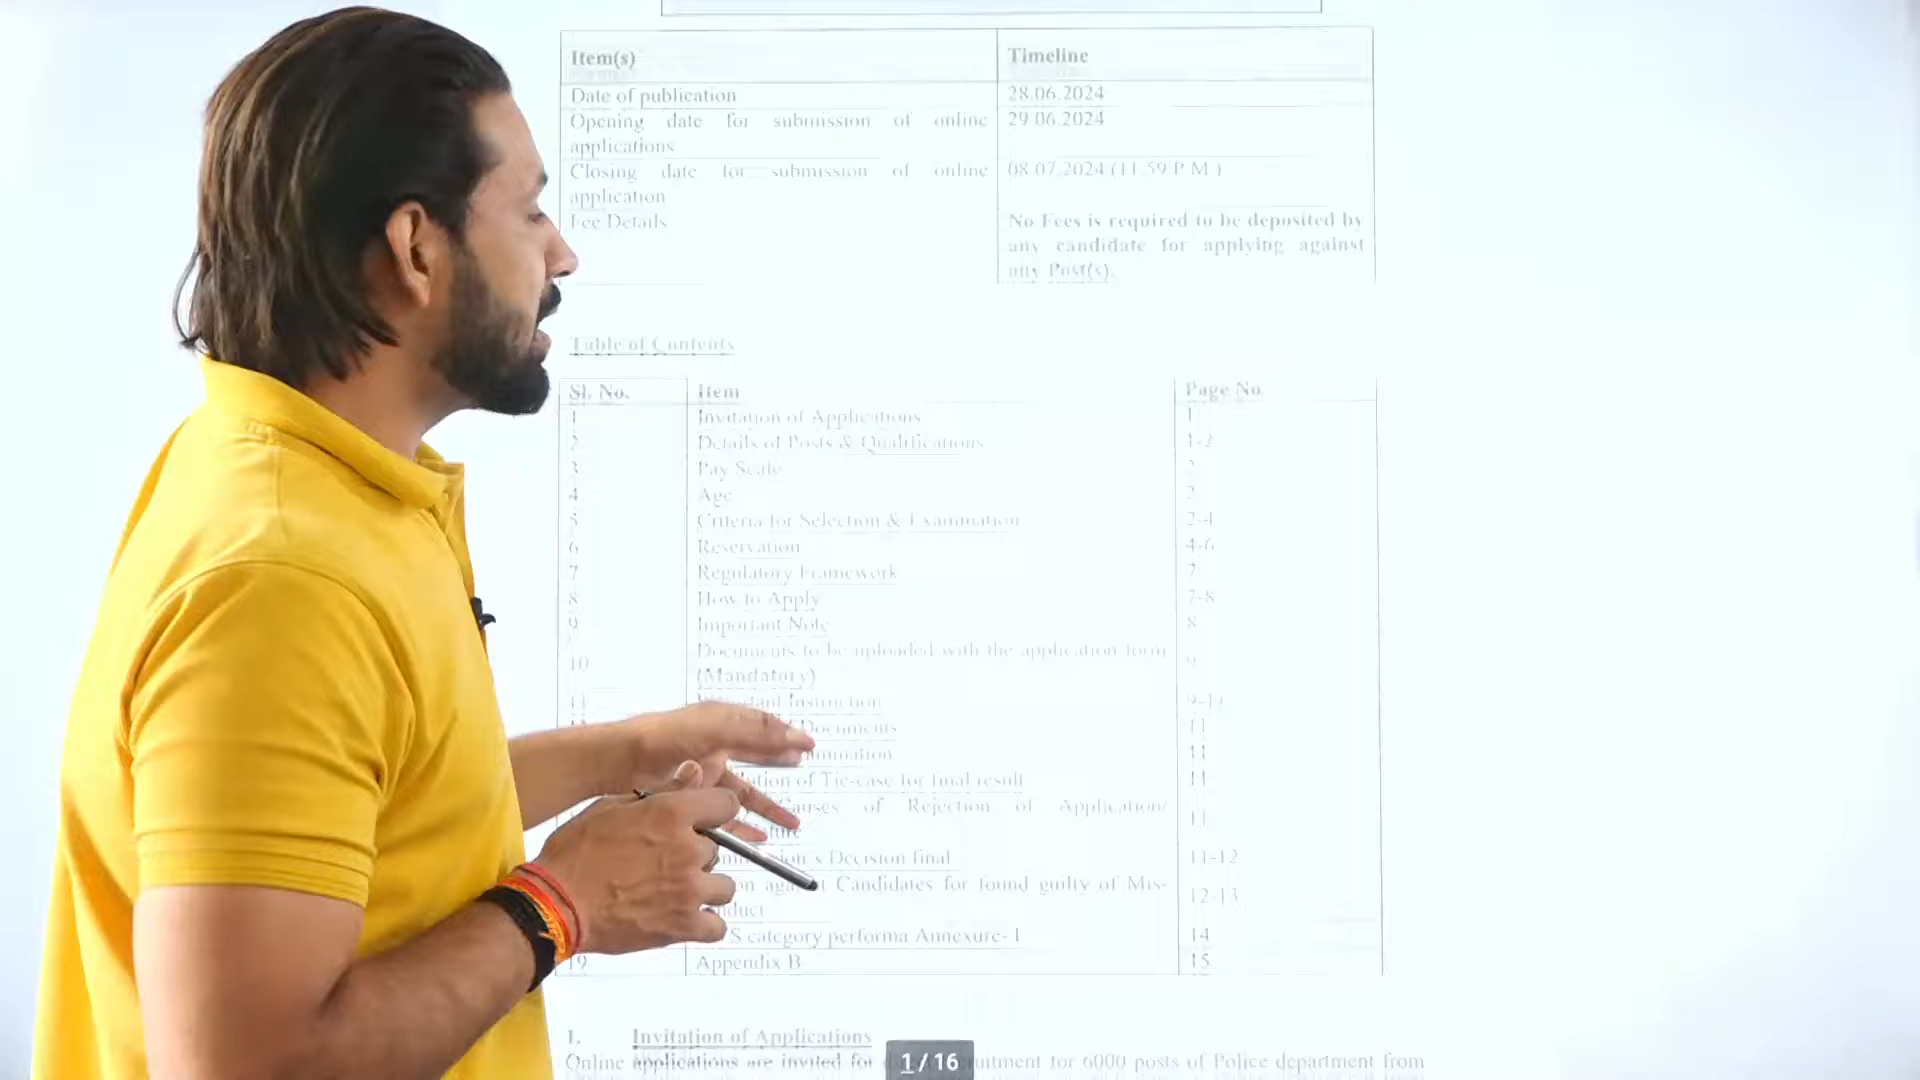 Item(s) Timeline
Date of publication 28.06.2024
Opening date for submission of online 29.06.2024
applications
Closing date for submission of online 08.07.2024 (11.59 P.M.)
application
Fee Details No Fees is required to be deposited by
any candidate for applying against
any Post(s).
Table of Contents
Sl. No. Item Page No.
1 Invitation of Applications 1
2 Details of Posts & Qualifications 1-2
3 Pay Scale 2
4 Age 2
5 Criteria for Selection & Examination 2-4
6 Reservation 4-6
7 Regulatory Framework 7
8 How to Apply 7-8
9 Important Note 8
Documents to be uploaded with the application form
10 9
(Mandatory)
11 Instruction
Documents 11
11
of Tie-case for final result 11
Causes of Rejection of Application/
11
Decision final 11-12
Candidates for found guilty of Mis-
12-13
S category performa Annexure- I 14
19 Appendix B 15
1. Invitation of Applications
Online applications are invited for 6000 posts of Police department from
1 / 16